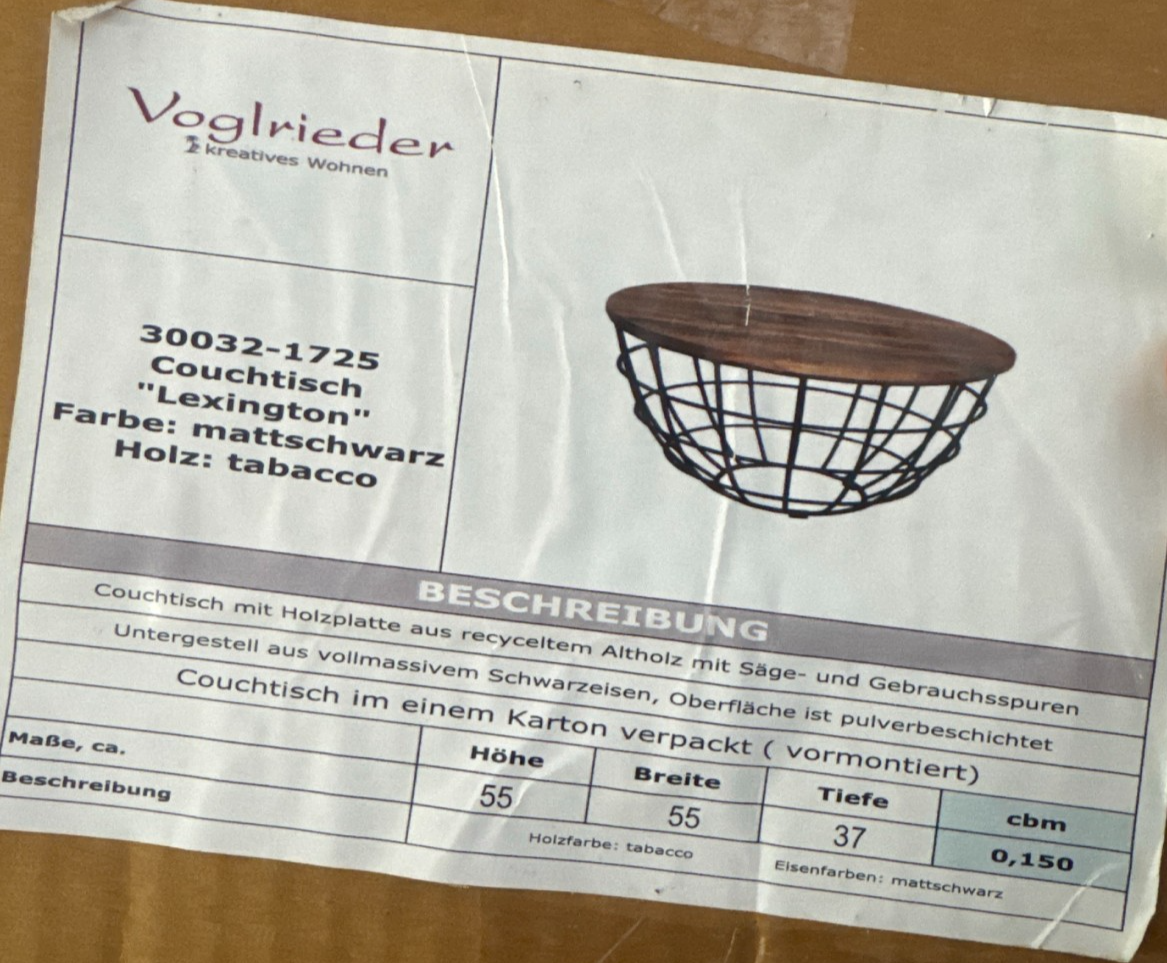 Voglrieder
kreatives Wohnen
30032-1725
Couchtisch
"Lexington"
Farbe: mattschwarz
Holz: tabacco
BESCHREIBUNG
Couchtisch mit Holzplatte aus recyceltem Altholz mit Säge- und Gebrauchsspuren
Untergestell aus vollmassivem Schwarzeisen, Oberfläche ist pulverbeschichtet
Couchtisch im einem Karton verpackt ( vormontiert)
Maße, ca. Höhe Breite Tiefe cbm
Beschreibung 55 55 37 0,150
Holzfarbe: tabacco Eisenfarben: mattschwarz